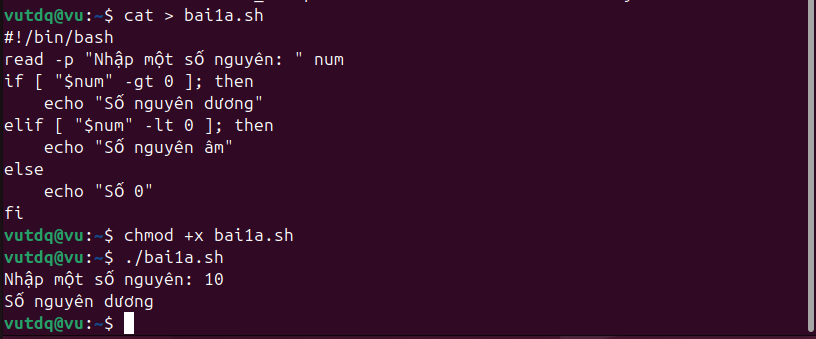 vutdq@vu:~$ cat > bai1a.sh
#!/bin/bash
read -p "Nhập một số nguyên: " num
if [ "$num" -gt 0 ]; then
    echo "Số nguyên dương"
elif [ "$num" -lt 0 ]; then
    echo "Số nguyên âm"
else
    echo "Số 0"
fi
vutdq@vu:~$ chmod +x bai1a.sh
vutdq@vu:~$ ./bai1a.sh
Nhập một số nguyên: 10
Số nguyên dương
vutdq@vu:~$